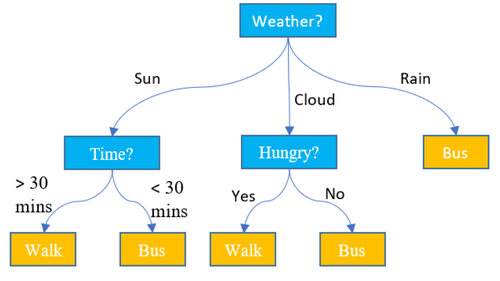 Weather?
Sun
Cloud
Rain
Time?
Hungry?
Bus
> 30
mins
< 30
mins
Yes
No
Walk
Bus
Walk
Bus